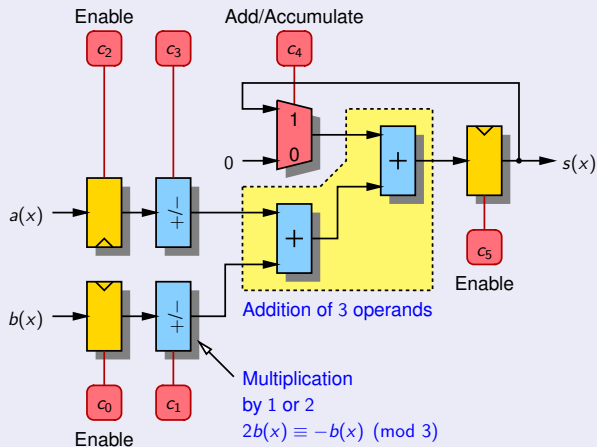 Enable
Add/Accumulate
c2
c3
c4
1
0
0
+
s(x)
a(x)
+/−
+
c5
Enable
Addition of 3 operands
b(x)
+/−
Multiplication
by 1 or 2
2b(x) ≡ −b(x) (mod 3)
c0
c1
Enable